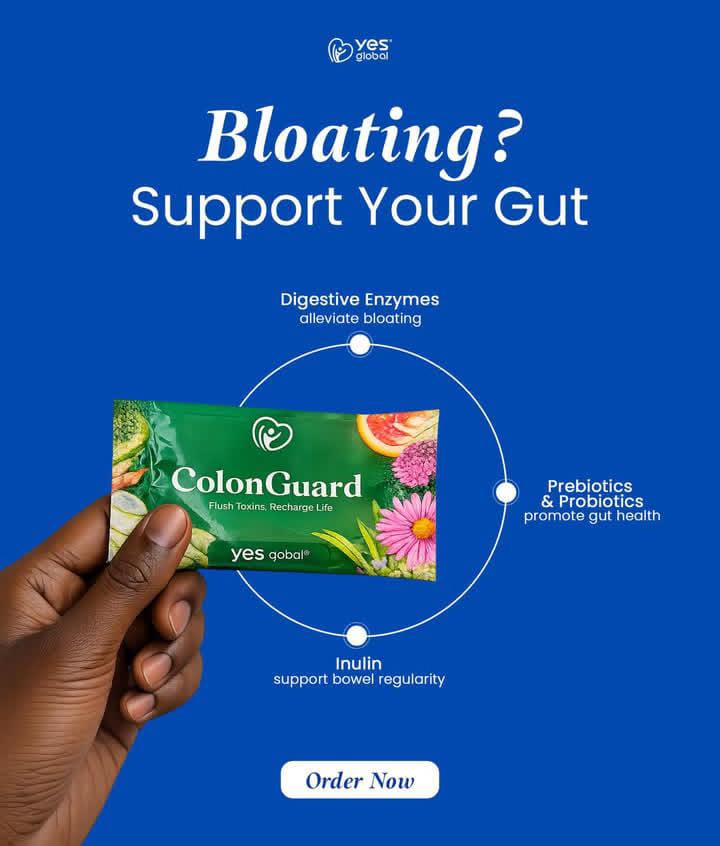 yes®
global
Bloating?
Support Your Gut
Digestive Enzymes
alleviate bloating
ColonGuard
Flush Toxins, Recharge Life
yes gobal®
Prebiotics
& Probiotics
promote gut health
Inulin
support bowel regularity
Order Now